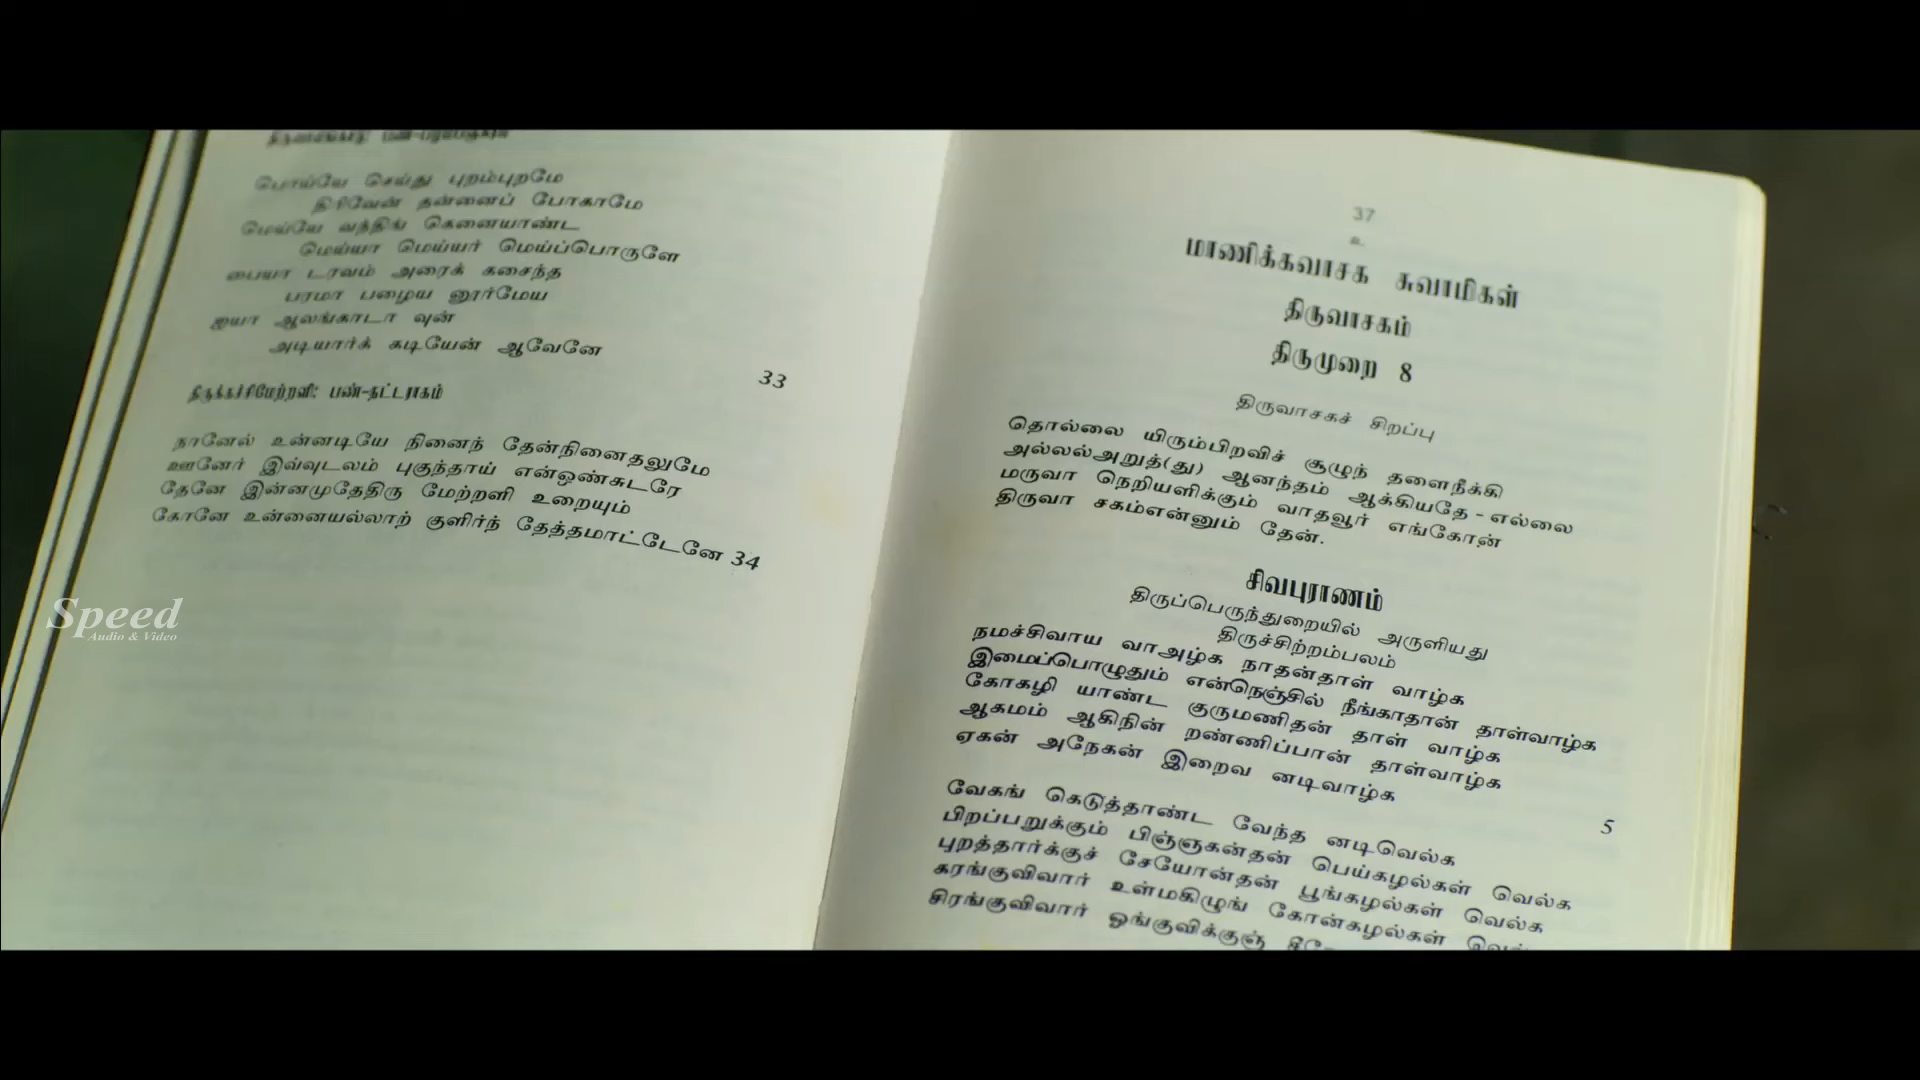 பொய்யே செய்து புறம்புறமே
திரிவேன் தன்னைப் போகாமே
மெய்யே வந்திங் கெனையாண்ட
மெய்யா மெய்யர் மெய்ப்பொருளே
பையா டரவம் அரைக் கசைந்த
பரமா பழைய னூர்மேய
ஐயா ஆலங்காடா வுன்
அடியார்க் கடியேன் ஆவேனே
33
திருக்கச்சிமேற்றளி: பண்-நட்டராகம்
நானேல் உன்னடியே நினைந் தேன்நினைதலுமே
ஊனேர் இவ்வுடலம் புகுந்தாய் என்ஒண்சுடரே
தேனே இன்னமுதேதிரு மேற்றளி உறையும்
கோனே உன்னையல்லாற் குளிர்ந் தேத்தமாட்டேனே 34
Speed
Audio & Video
37
உ
மாணிக்கவாசக சுவாமிகள்
திருவாசகம்
திருமுறை 8
திருவாசகச் சிறப்பு
தொல்லை யிரும்பிறவிச் சூழுந் தளைநீக்கி
அல்லல்அறுத்(து) ஆனந்தம் ஆக்கியதே - எல்லை
மருவா நெறியளிக்கும் வாதவூர் எங்கோன்
திருவா சகம்என்னும் தேன்.
சிவபுராணம்
திருப்பெருந்துறையில் அருளியது
திருச்சிற்றம்பலம்
நமச்சிவாய வாஅழ்க நாதன்தாள் வாழ்க
இமைப்பொழுதும் என்நெஞ்சில் நீங்காதான் தாள்வாழ்க
கோகழி யாண்ட குருமணிதன் தாள் வாழ்க
ஆகமம் ஆகிநின் றண்ணிப்பான் தாள்வாழ்க
ஏகன் அநேகன் இறைவ னடிவாழ்க
5
வேகங் கெடுத்தாண்ட வேந்த னடிவெல்க
பிறப்பறுக்கும் பிஞ்ஞகன்தன் பெய்கழல்கள் வெல்க
புறத்தார்க்குச் சேயோன்தன் பூங்கழல்கள் வெல்க
கரங்குவிவார் உள்மகிழுங் கோன்கழல்கள்
சிரங்குவிவார் ஓங்குவிக்குஞ்